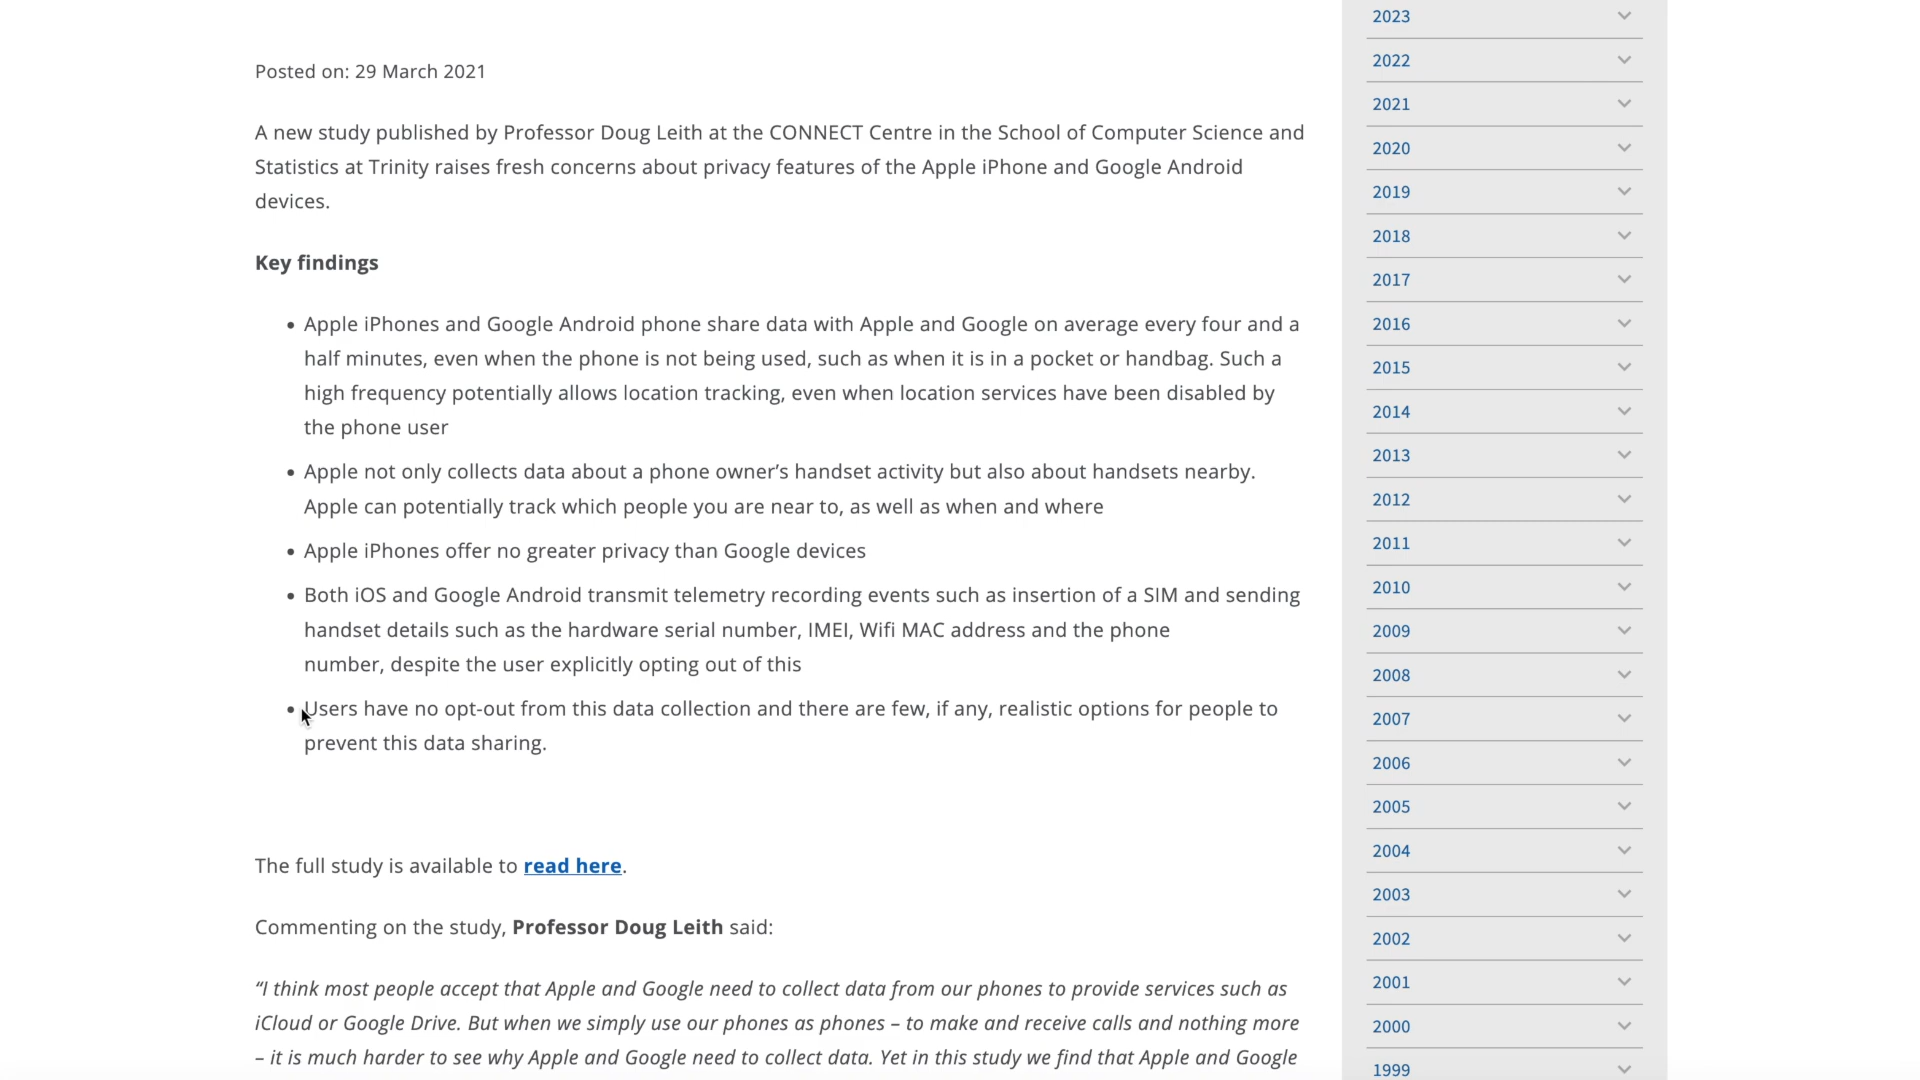 Posted on: 29 March 2021
A new study published by Professor Doug Leith at the CONNECT Centre in the School of Computer Science and
Statistics at Trinity raises fresh concerns about privacy features of the Apple iPhone and Google Android
devices.
Key findings
• Apple iPhones and Google Android phone share data with Apple and Google on average every four and a
half minutes, even when the phone is not being used, such as when it is in a pocket or handbag. Such a
high frequency potentially allows location tracking, even when location services have been disabled by
the phone user
• Apple not only collects data about a phone owner’s handset activity but also about handsets nearby.
Apple can potentially track which people you are near to, as well as when and where
• Apple iPhones offer no greater privacy than Google devices
• Both iOS and Google Android transmit telemetry recording events such as insertion of a SIM and sending
handset details such as the hardware serial number, IMEI, Wifi MAC address and the phone
number, despite the user explicitly opting out of this
• Users have no opt-out from this data collection and there are few, if any, realistic options for people to
prevent this data sharing.
The full study is available to read here.
Commenting on the study, Professor Doug Leith said:
“I think most people accept that Apple and Google need to collect data from our phones to provide services such as
iCloud or Google Drive. But when we simply use our phones as phones – to make and receive calls and nothing more
– it is much harder to see why Apple and Google need to collect data. Yet in this study we find that Apple and Google
2023
2022
2021
2020
2019
2018
2017
2016
2015
2014
2013
2012
2011
2010
2009
2008
2007
2006
2005
2004
2003
2002
2001
2000
1999